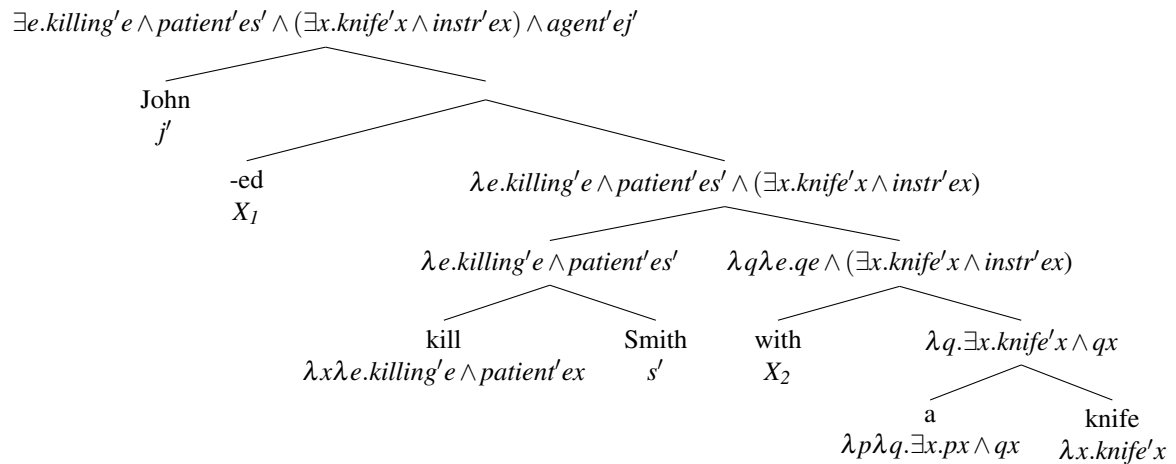 ∃e.killing′e ∧ patient′es′ ∧ (∃x.knife′x ∧ instr′ex) ∧ agent′ej′
John
j′
-ed
X₁
λe.killing′e ∧ patient′es′ ∧ (∃x.knife′x ∧ instr′ex)
λe.killing′e ∧ patient′es′ λqλe.qe ∧ (∃x.knife′x ∧ instr′ex)
kill Smith with λq.∃x.knife′x ∧ qx
λxλe.killing′e ∧ patient′ex s′ X₂
a knife
λpλq.∃x.px ∧ qx λx.knife′x